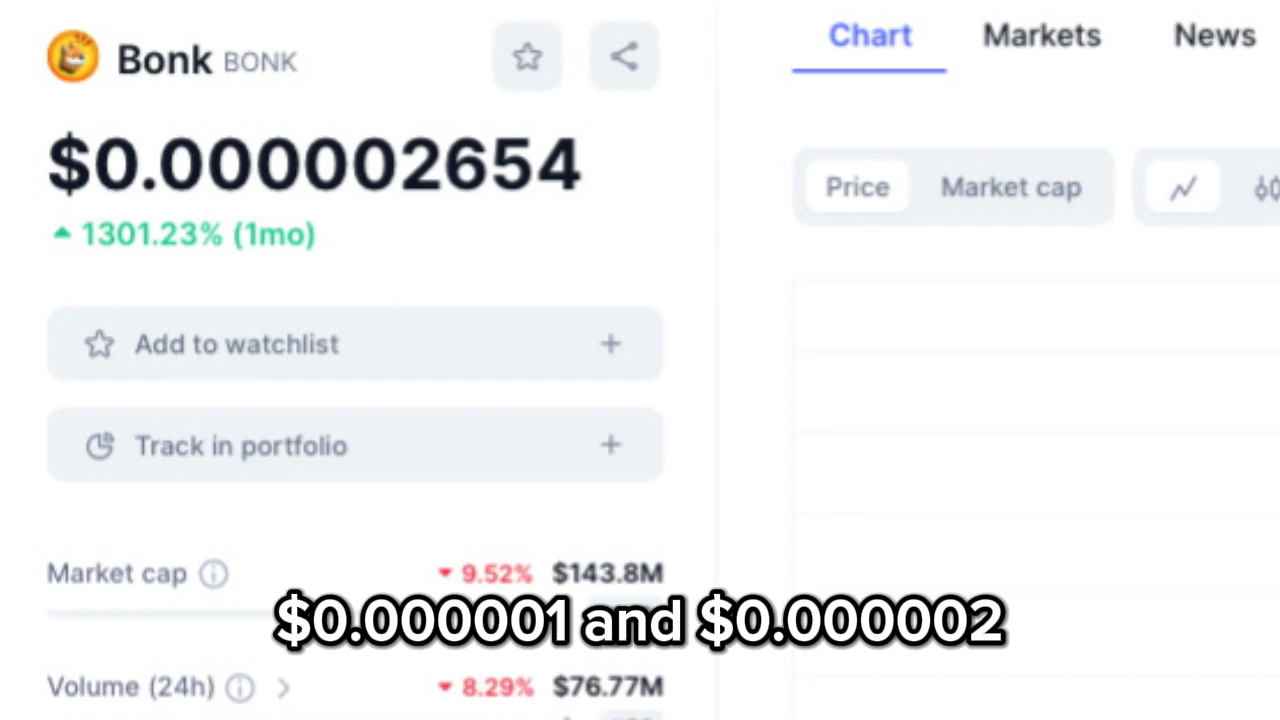 Bonk BONK
$0.000002654
1301.23% (1mo)
Add to watchlist
Track in portfolio
Market cap 9.52% $143.8M
Volume (24h) 8.29% $76.77M
Chart Markets News
Price Market cap
$0.000001 and $0.000002